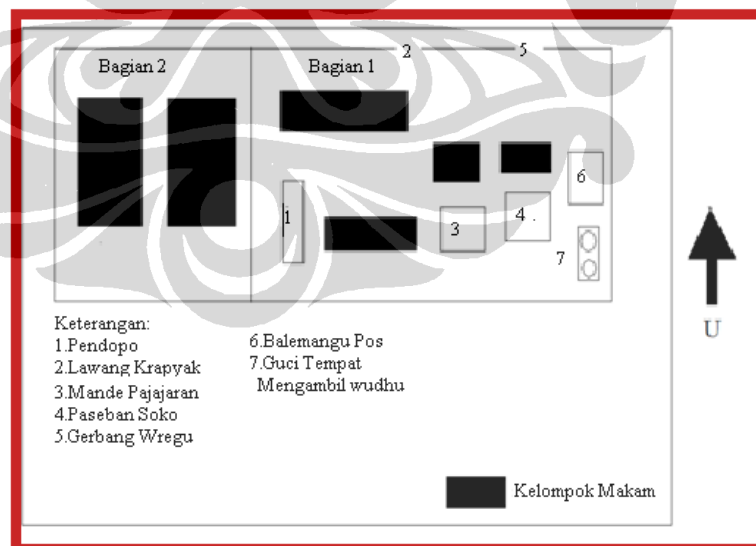 2
5
Bagian 2
Bagian 1
6
1
4 .
3
7
Keterangan:
1.Pendopo
2.Lawang Krapyak
3.Mande Pajajaran
4.Paseban Soko
5.Gerbang Wregu
6.Balemangu Pos
7.Guci Tempat
Mengambil wudhu
U
Kelompok Makam